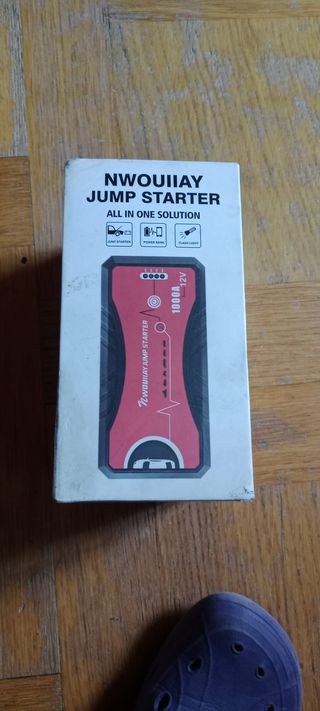 NWOUIIAY
JUMP STARTER
ALL IN ONE SOLUTION
JUMP STARTER
POWER BANK
FLASH LIGHT
1000A
12V
NWOUIIAY JUMP STARTER